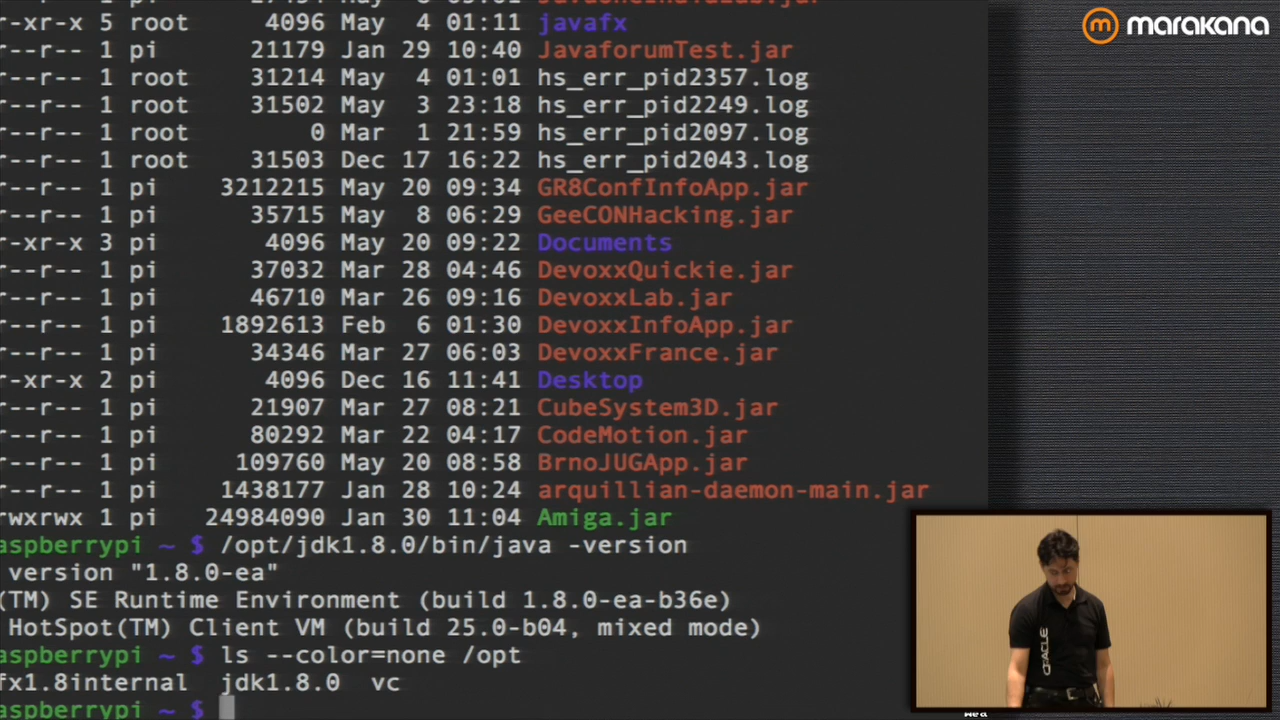 -xr-x 5 root 4096 May 4 01:11 javafx
marakana
r--r-- 1 pi 21179 Jan 29 10:40 JavaforumTest.jar
r--r-- 1 root 31214 May 4 01:01 hs_err_pid2357.log
r--r-- 1 root 31502 May 3 23:18 hs_err_pid2249.log
r--r-- 1 root 0 Mar 1 21:59 hs_err_pid2097.log
r--r-- 1 root 31503 Dec 17 16:22 hs_err_pid2043.log
r--r-- 1 pi 3212215 May 20 09:34 GR8ConfInfoApp.jar
r--r-- 1 pi 35715 May 8 06:29 GeeCONHacking.jar
r-xr-x 3 pi 4096 May 20 09:22 Documents
r--r-- 1 pi 37032 Mar 28 04:46 DevoxxQuickie.jar
r--r-- 1 pi 46710 Mar 26 09:16 DevoxxLab.jar
r--r-- 1 pi 1892613 Feb 6 01:30 DevoxxInfoApp.jar
r--r-- 1 pi 34346 Mar 27 06:03 DevoxxFrance.jar
r-xr-x 2 pi 4096 Dec 16 11:41 Desktop
r--r-- 1 pi 21907 Mar 27 08:21 CubeSystem3D.jar
r--r-- 1 pi 80292 Mar 22 04:17 CodeMotion.jar
r--r-- 1 pi 109760 May 20 08:58 BrnoJUGApp.jar
r--r-- 1 pi 1438177 Jan 28 10:24 arquillian-daemon-main.jar
rwxrwx 1 pi 24984090 Jan 30 11:04 Amiga.jar
aspberrypi ~ $ /opt/jdk1.8.0/bin/java -version
version "1.8.0-ea"
(TM) SE Runtime Environment (build 1.8.0-ea-b36e)
HotSpot(TM) Client VM (build 25.0-b04, mixed mode)
aspberrypi ~ $ ls --color=none /opt
fx1.8internal jdk1.8.0 vc
aspberrypi ~ $
ORACLE